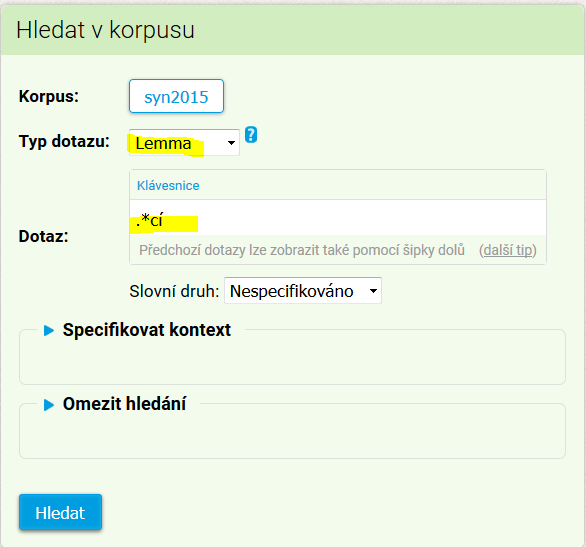 Hledat v korpusu
Korpus: syn2015
Typ dotazu: Lemma ?
Klávesnice
.*cí
Dotaz:
Předchozí dotazy lze zobrazit také pomocí šipky dolů (další tip)
Slovní druh: Nespecifikováno
Specifikovat kontext
Omezit hledání
Hledat